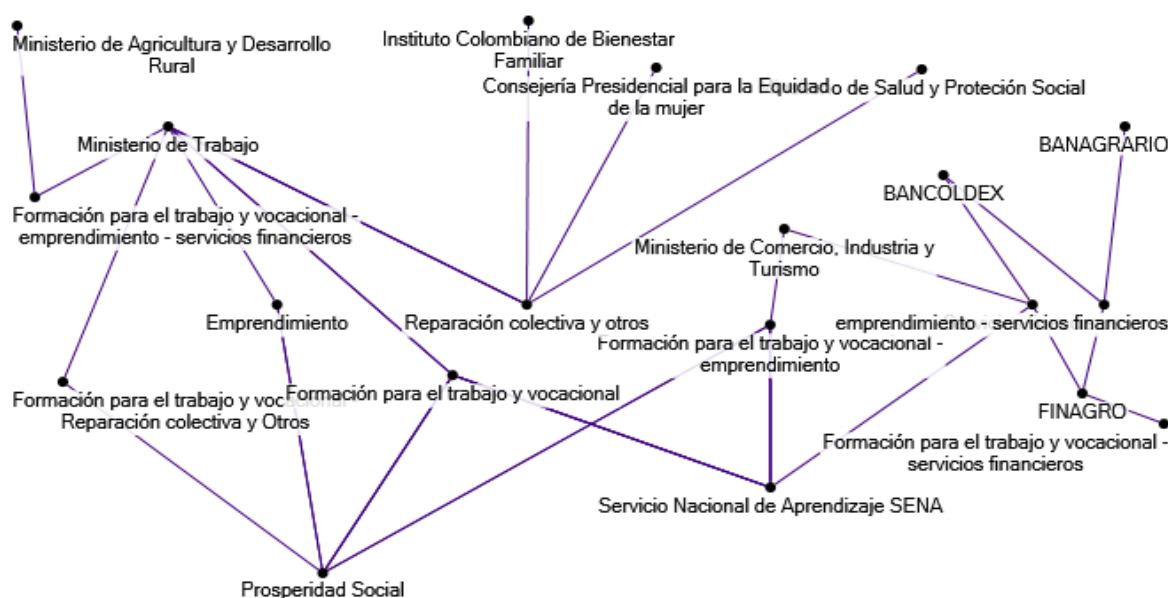 Ministerio de Agricultura y Desarrollo
Rural
Instituto Colombiano de Bienestar
Familiar
Consejería Presidencial para la Equidad
de la mujer
o de Salud y Proteción Social
Ministerio de Trabajo
BANAGRARIO
BANCOLDEX
Formación para el trabajo y vocacional -
emprendimiento - servicios financieros
Ministerio de Comercio, Industria y
Turismo
Emprendimiento
Reparación colectiva y otros
emprendimiento - servicios financieros
Formación para el trabajo y vocacional -
emprendimiento
Formación para el trabajo y vocacional -
Reparación colectiva y Otros
Formación para el trabajo y vocacional
FINAGRO
Formación para el trabajo y vocacional -
servicios financieros
Servicio Nacional de Aprendizaje SENA
Prosperidad Social